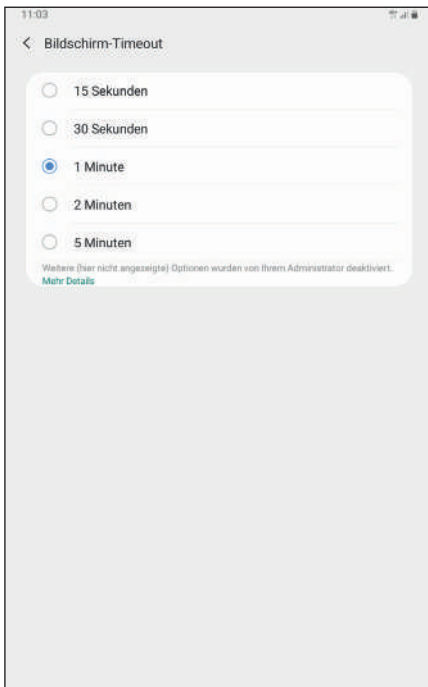 11:03
Bildschirm-Timeout
15 Sekunden
30 Sekunden
1 Minute
2 Minuten
5 Minuten
Weitere (hier nicht angezeigte) Optionen wurden von Ihrem Administrator deaktiviert.
Mehr Details